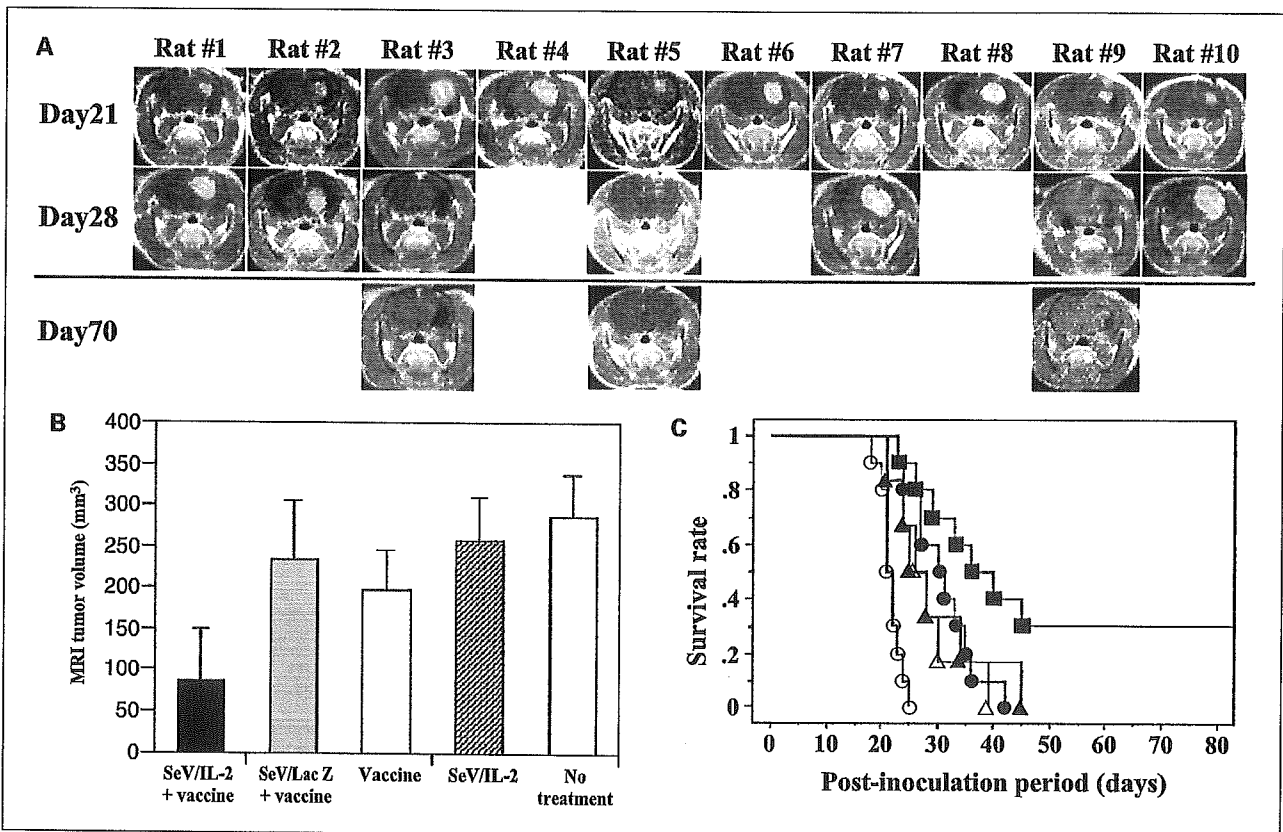 A
Rat #1 Rat #2 Rat #3 Rat #4 Rat #5 Rat #6 Rat #7 Rat #8 Rat #9 Rat #10
Day21
Day28
Day70
B
400
350
300
250
200
150
100
50
0
MRI tumor volume (mm³)
SeV/IL-2 + vaccine
SeV/Lac Z + vaccine
Vaccine
SeV/IL-2
No treatment
C
1
.8
.6
.4
.2
0
Survival rate
0 10 20 30 40 50 60 70 80
Post-inoculation period (days)